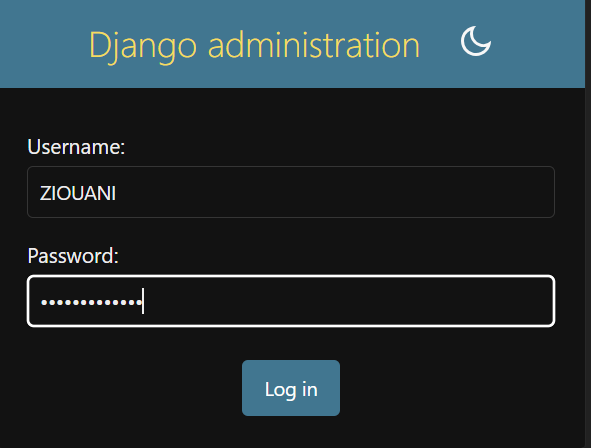 Django administration
Username:
ZIOUANI
Password:
•••••••••••••
Log in